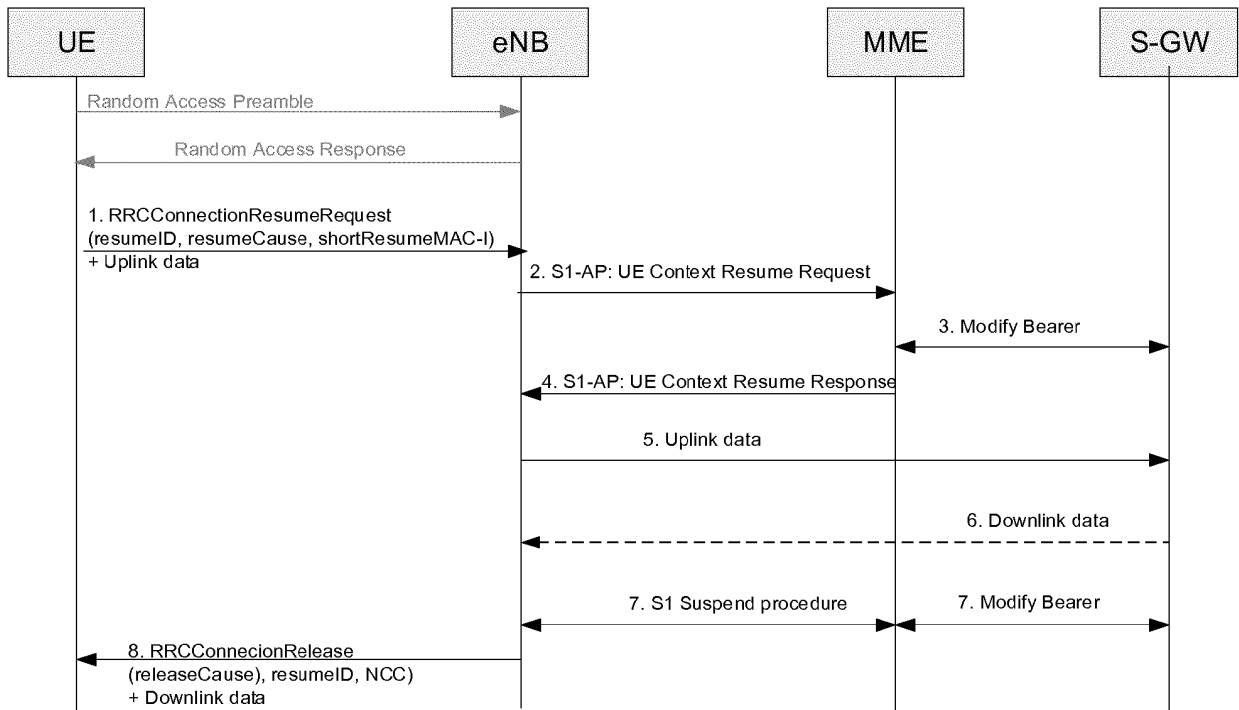 UE
eNB
MME
S-GW
Random Access Preamble
Random Access Response
1. RRCConnectionResumeRequest
(resumeID, resumeCause, shortResumeMAC-I)
+ Uplink data
2. S1-AP: UE Context Resume Request
3. Modify Bearer
4. S1-AP: UE Context Resume Response
5. Uplink data
6. Downlink data
7. S1 Suspend procedure
7. Modify Bearer
8. RRCConnecionRelease
(releaseCause), resumeID, NCC)
+ Downlink data